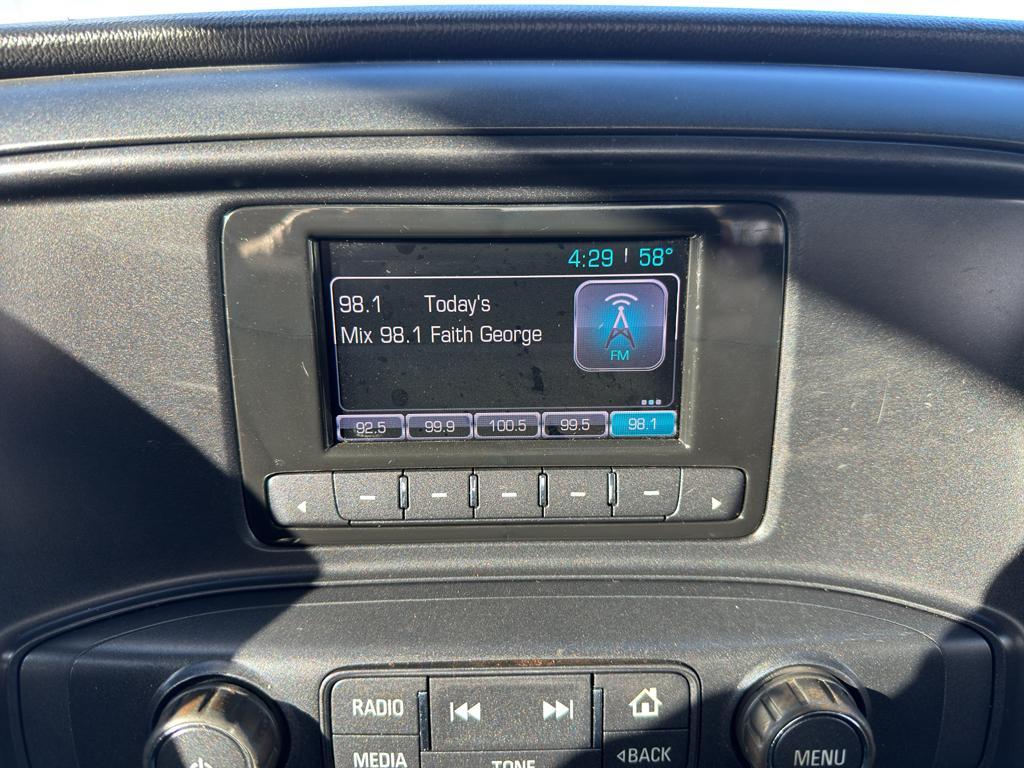 4:29 58°
98.1 Today's
Mix 98.1 Faith George
FM
92.5 99.9 100.5 99.5 98.1
RADIO
MEDIA TONE BACK MENU